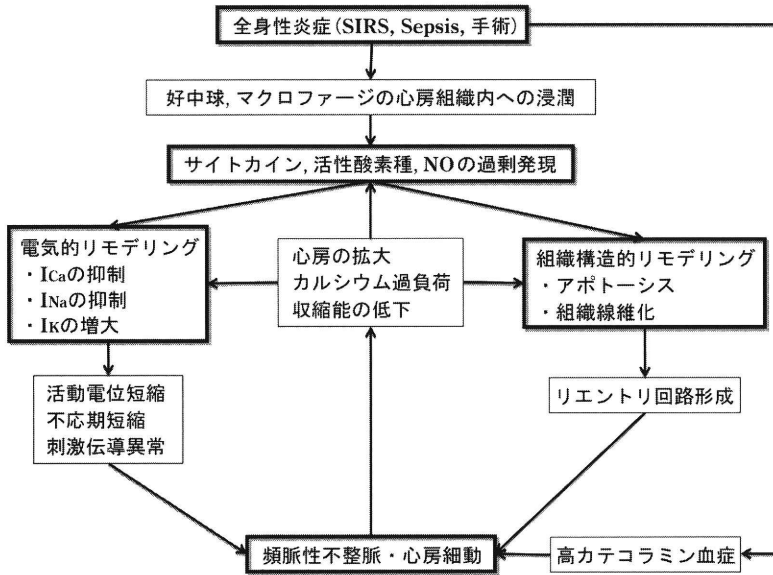 全身性炎症(SIRS, Sepsis, 手術)
好中球, マクロファージの心房組織内への浸潤
サイトカイン, 活性酸素種, NOの過剰発現
電気的リモデリング
・ICaの抑制
・INaの抑制
・IKの増大
心房の拡大
カルシウム過負荷
収縮能の低下
組織構造的リモデリング
・アポトーシス
・組織線維化
活動電位短縮
不応期短縮
刺激伝導異常
リエントリ回路形成
頻脈性不整脈・心房細動
高カテコラミン血症